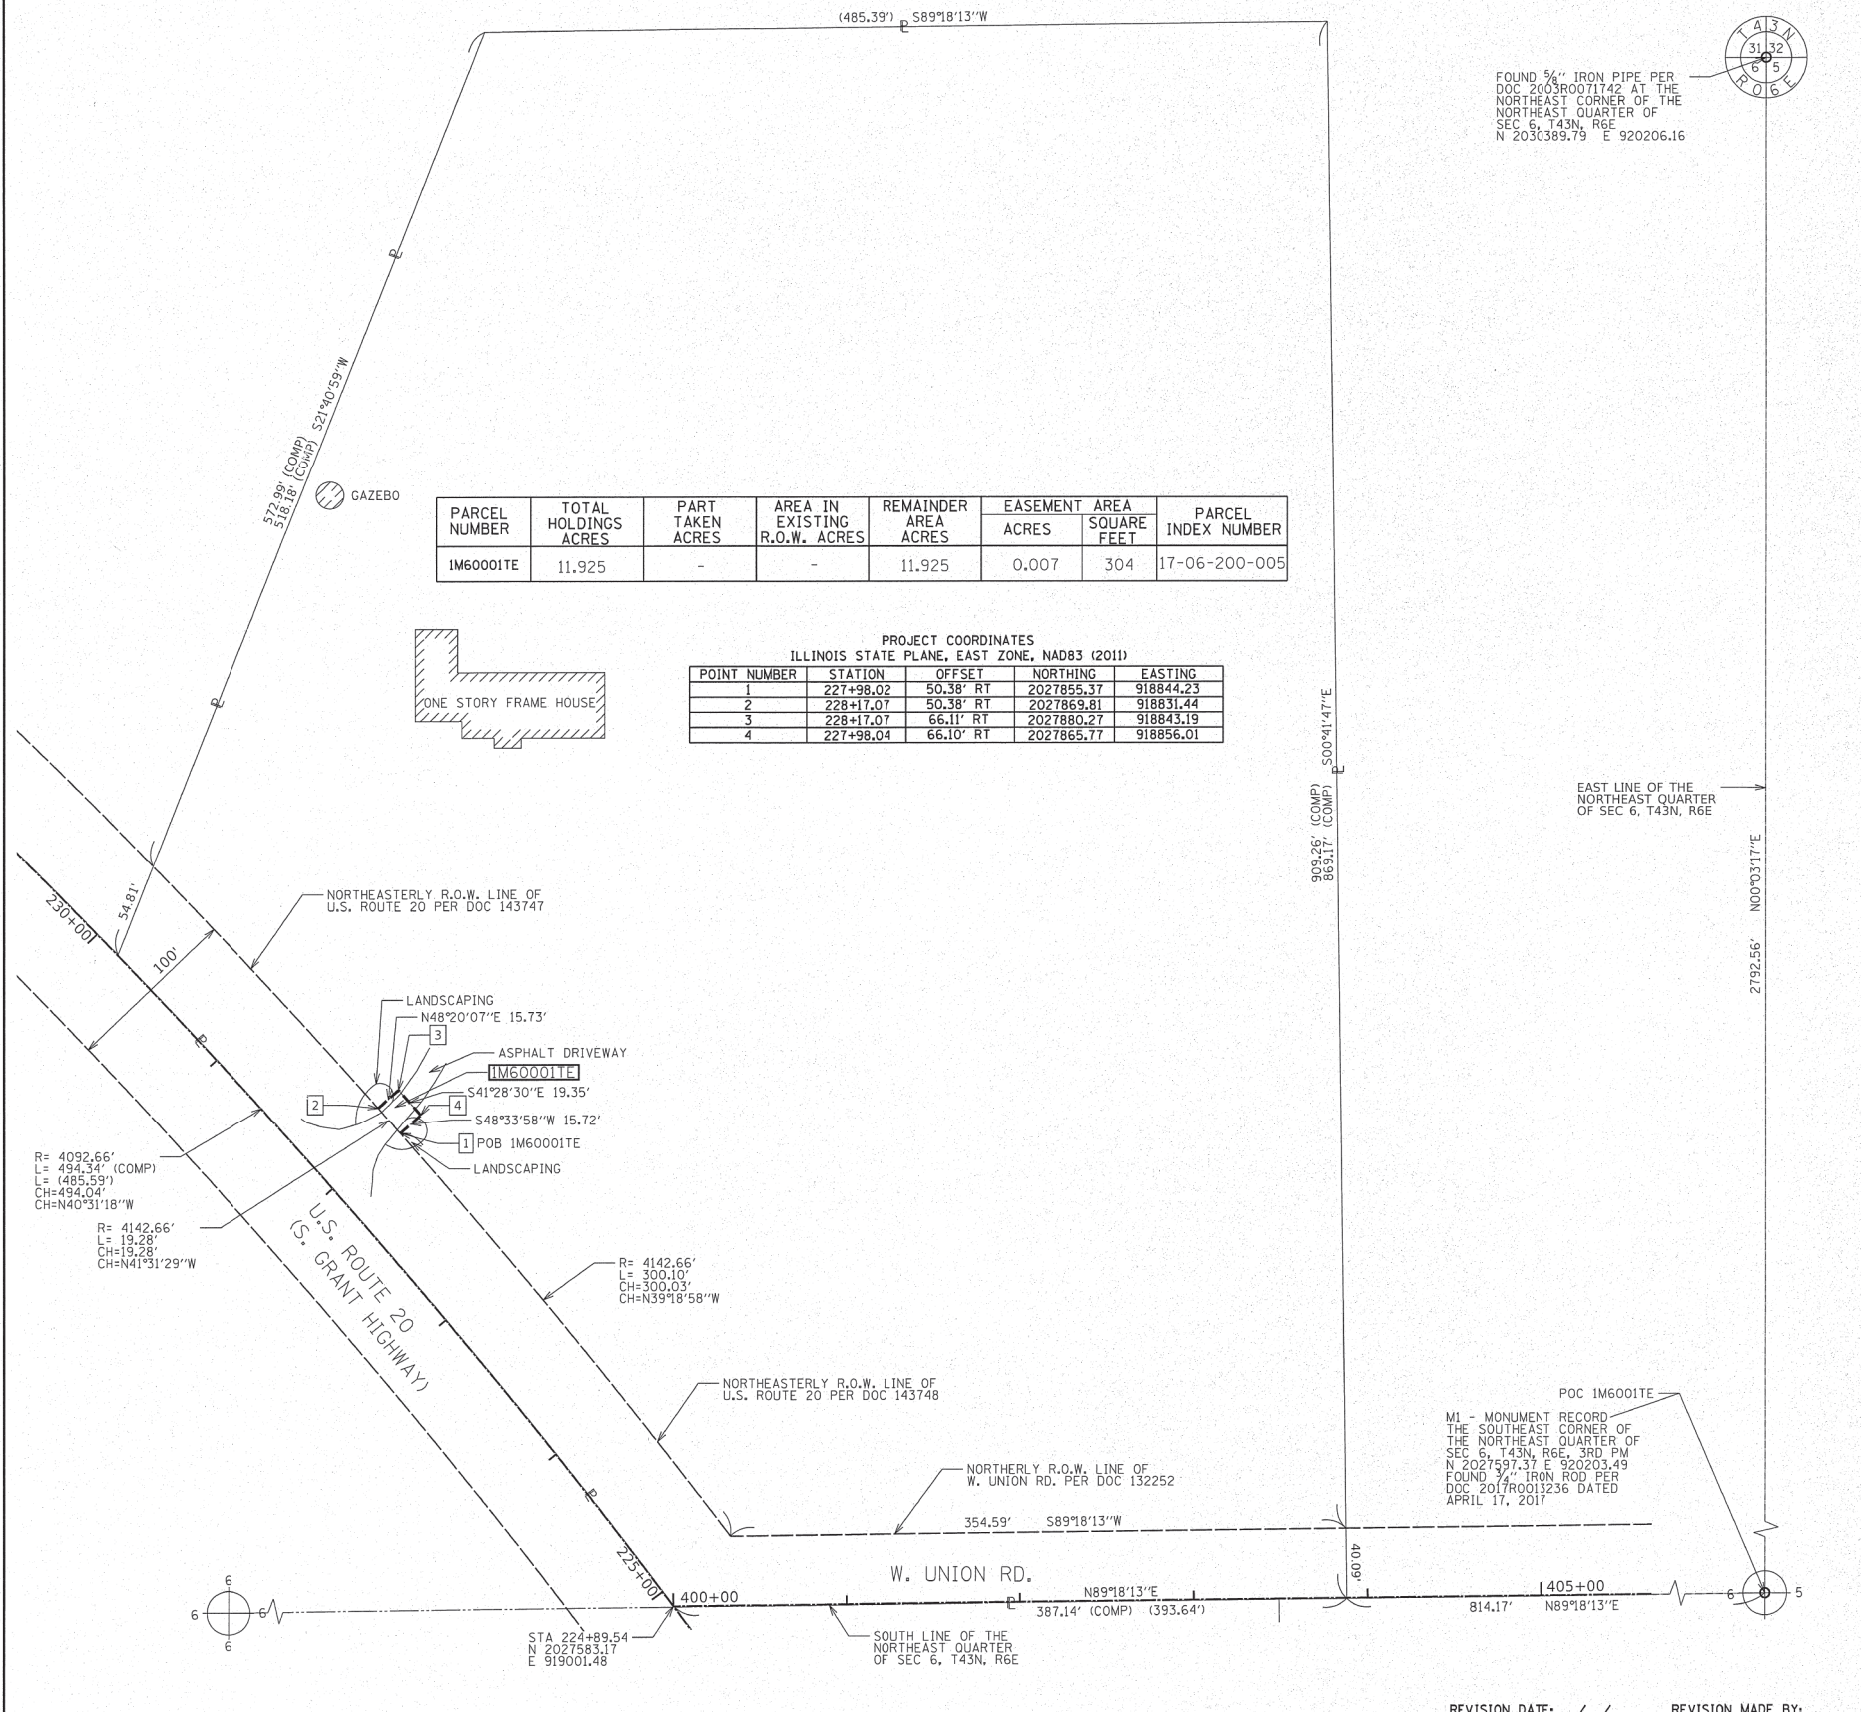 (485.39') S89°18'13"W
T 4 3 N
31 32
6 5
R 0 6 E
FOUND 5/8" IRON PIPE PER
DOC 2003R0071742 AT THE
NORTHEAST CORNER OF THE
NORTHEAST QUARTER OF
SEC 6, T43N, R6E
N 2030389.79 E 920206.16
572.99' (COMP)
518.18' (COMP) S21°40'59"W
GAZEBO
PARCEL NUMBER TOTAL HOLDINGS ACRES PART TAKEN ACRES AREA IN EXISTING R.O.W. ACRES REMAINDER AREA ACRES EASEMENT AREA ACRES SQUARE FEET PARCEL INDEX NUMBER
1M60001TE 11.925 - - 11.925 0.007 304 17-06-200-005
PROJECT COORDINATES
ILLINOIS STATE PLANE, EAST ZONE, NAD83 (2011)
POINT NUMBER STATION OFFSET NORTHING EASTING
1 227+98.02 50.38' RT 2027855.37 918844.23
2 228+17.07 50.38' RT 2027869.81 918831.44
3 228+17.07 66.11' RT 2027880.27 918843.19
4 227+98.04 66.10' RT 2027865.77 918856.01
ONE STORY FRAME HOUSE
909.26' (COMP)
869.17' (COMP) S00°41'47"E
EAST LINE OF THE
NORTHEAST QUARTER
OF SEC 6, T43N, R6E
2792.56' N00°03'17"E
54.81'
230+00
100'
NORTHEASTERLY R.O.W. LINE OF
U.S. ROUTE 20 PER DOC 143747
LANDSCAPING
N48°20'07"E 15.73'
3
ASPHALT DRIVEWAY
1M60001TE
S41°28'30"E 19.35'
2
4
S48°33'58"W 15.72'
1 POB 1M60001TE
LANDSCAPING
R= 4092.66'
L= 494.34' (COMP)
L= (485.59')
CH=494.04'
CH=N40°31'18"W
R= 4142.66'
L= 19.28'
CH=19.28'
CH=N41°31'29"W
U.S. ROUTE 20
(S. GRANT HIGHWAY)
R= 4142.66'
L= 300.10'
CH=300.03'
CH=N39°18'58"W
NORTHEASTERLY R.O.W. LINE OF
U.S. ROUTE 20 PER DOC 143748
POC 1M6001TE
M1 - MONUMENT RECORD
THE SOUTHEAST CORNER OF
THE NORTHEAST QUARTER OF
SEC 6, T43N, R6E, 3RD PM
N 2027597.37 E 920203.49
FOUND 3/4" IRON ROD PER
DOC 2017R0013236 DATED
APRIL 17, 2017
NORTHERLY R.O.W. LINE OF
W. UNION RD. PER DOC 132252
354.59' S89°18'13"W
40.09'
225+00
W. UNION RD.
400+00
N89°18'13"E
387.14' (COMP) (393.64')
405+00
814.17' N89°18'13"E
6 5
6
6 6
6
STA 224+89.54
N 2027583.17
E 919001.48
SOUTH LINE OF THE
NORTHEAST QUARTER
OF SEC 6, T43N, R6E
REVISION DATE: / / REVISION MADE BY: